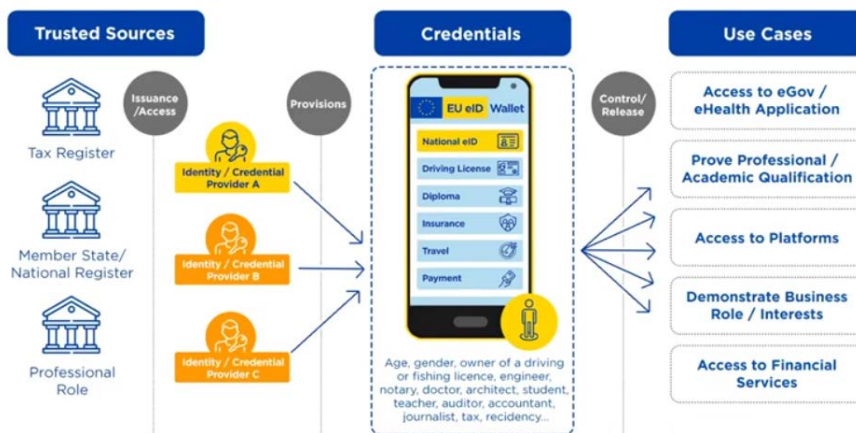 Trusted Sources
Credentials
Use Cases
Issuance
/Access
Provisions
Control/
Release
Tax Register
Member State/
National Register
Professional
Role
Identity / Credential
Provider A
Identity / Credential
Provider B
Identity / Credential
Provider C
EU eID Wallet
National eID
Driving License
Diploma
Insurance
Travel
Payment
Age, gender, owner of a driving
or fishing licence, engineer,
notary, doctor, architect, student,
teacher, auditor, accountant,
journalist, tax, recidency...
Access to eGov /
eHealth Application
Prove Professional /
Academic Qualification
Access to Platforms
Demonstrate Business
Role / Interests
Access to Financial
Services